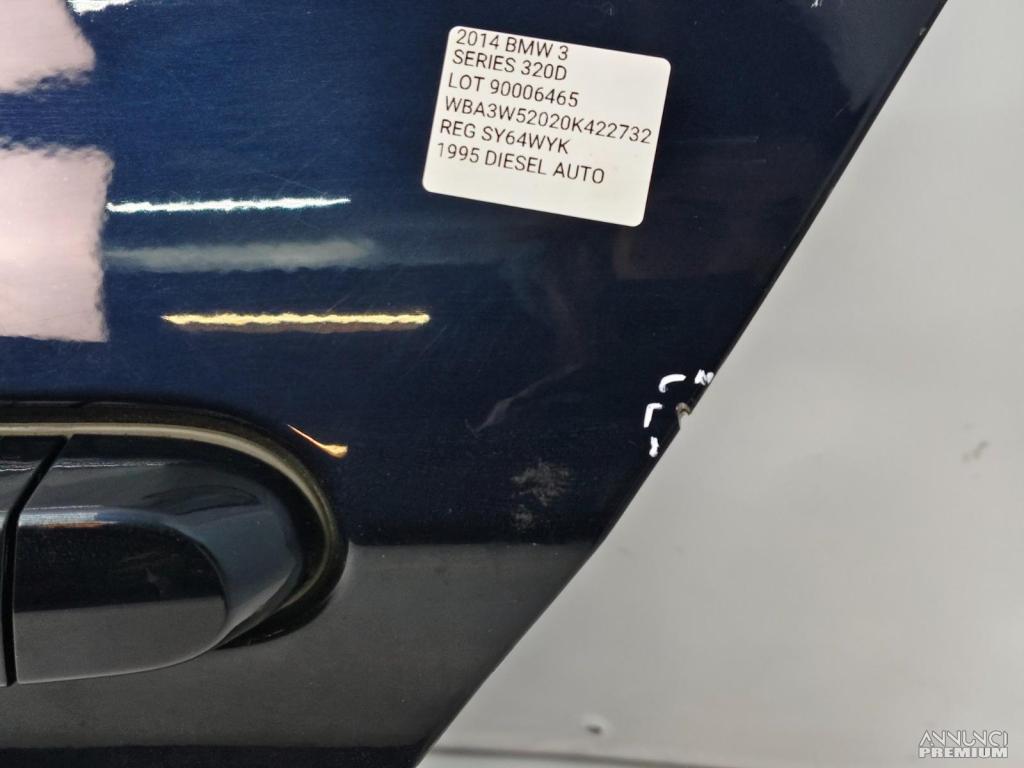 2014 BMW 3
SERIES 320D
LOT 90006465
WBA3W52020K422732
REG SY64WYK
1995 DIESEL AUTO
ANNUNCI
PREMIUM